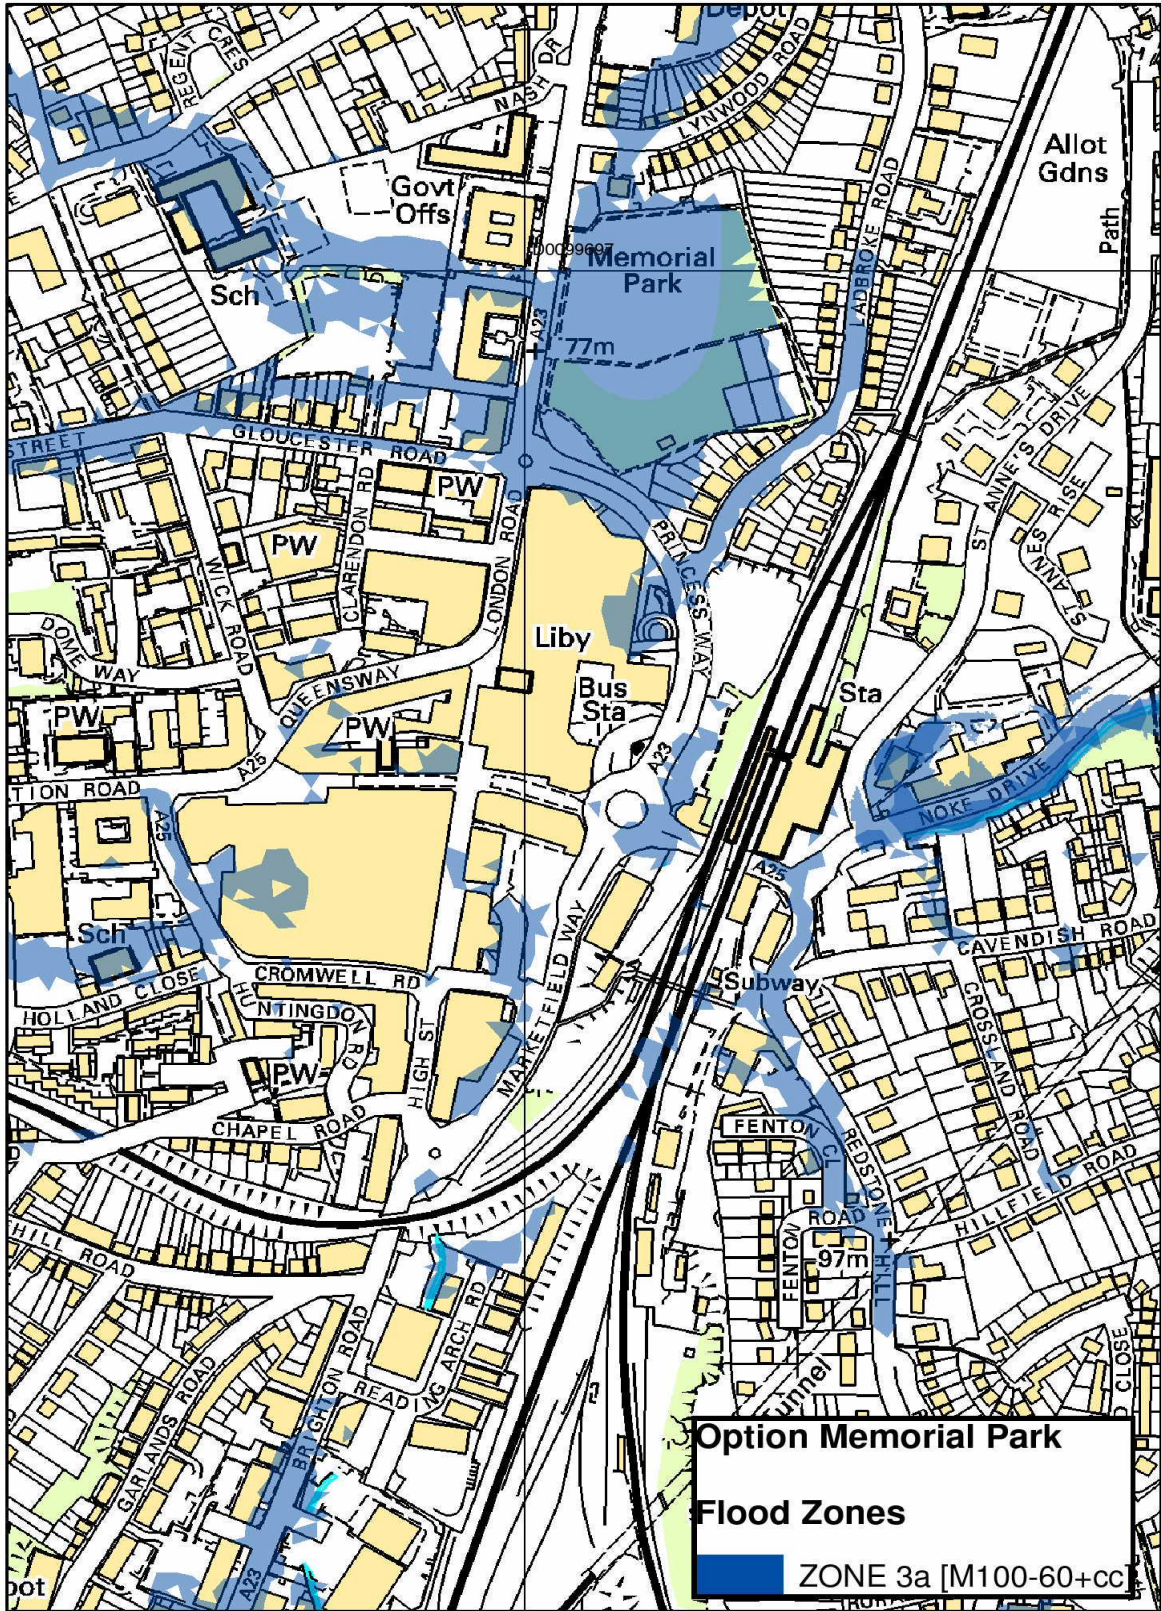 Depot
REGENT CRES
NASH DR
LYNWOOD ROAD
Allot
Gdns
Govt
Offs
Path
LADBROKE ROAD
D0099697
Memorial
Park
Sch
A23
77m
STREET
GLOUCESTER ROAD
ST ANNE'S DRIVE
PW
CLARENDON RD
LONDON ROAD
PRINCESS WAY
ST ANNES RISE
PW
WICK ROAD
DOME WAY
Liby
QUEENSWAY
Bus
Sta
Sta
PW
PW
A25
A23
TION ROAD
NOKE DRIVE
A25
A25
Sch
CAVENDISH ROAD
HOLLAND CLOSE
CROMWELL RD
HUNTINGDON RD
MARKETFIELD WAY
Subway
CROSSLAND ROAD
PW
HIGH ST
CHAPEL ROAD
FENTON CL
REDSTONE HILL
HILLFIELD ROAD
D
FENTON ROAD
97m
HILL ROAD
BRIGHTON ROAD
READING ARCH RD
GARLANDS ROAD
CLOSE
Tunnel
A23
Option Memorial Park
Flood Zones
ZONE 3a [M100-60+cc]
pot